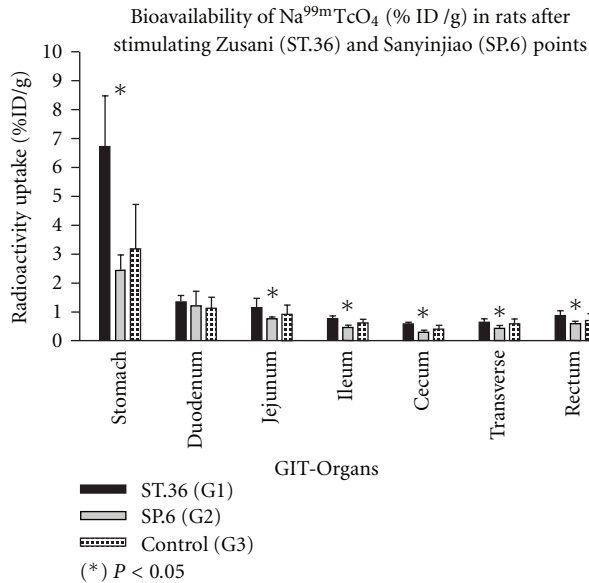 Bioavailability of Na⁹⁹ᵐTcO₄ (% ID /g) in rats after
stimulating Zusani (ST.36) and Sanyinjiao (SP.6) points
Radioactivity uptake (%ID/g)
10
9
8
7
6
5
4
3
2
1
0
*
*
*
*
*
*
Stomach
Duodenum
Jejunum
Ileum
Cecum
Transverse
Rectum
GIT-Organs
ST.36 (G1)
SP.6 (G2)
Control (G3)
(*) P < 0.05